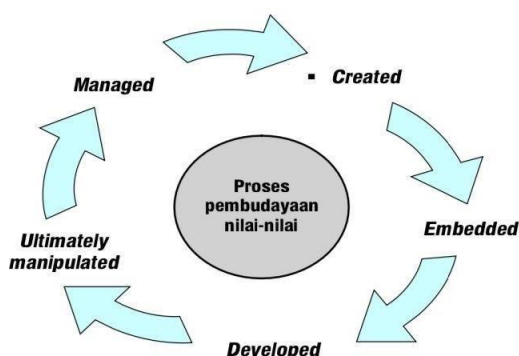 Managed
▪ Created
Proses
pembudayaan
nilai-nilai
Embedded
Ultimately
manipulated
Developed